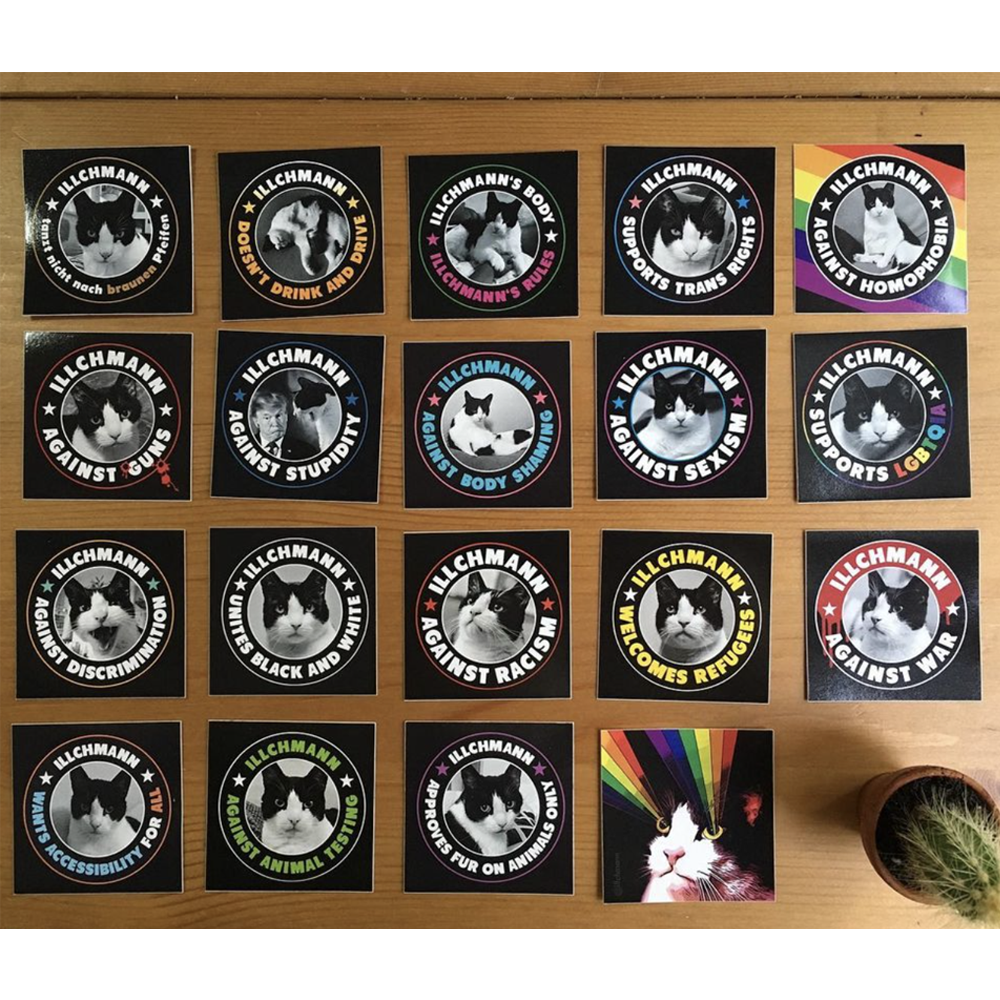 ILLCHMANN
tanzt nicht nach braunen Pfeifen
ILLCHMANN
DOESN'T DRINK AND DRIVE
ILLCHMANN'S BODY
ILLCHMANN'S RULES
ILLCHMANN
SUPPORTS TRANS RIGHTS
ILLCHMANN
AGAINST HOMOPHOBIA
ILLCHMANN
AGAINST GUNS
ILLCHMANN
AGAINST STUPIDITY
ILLCHMANN
AGAINST BODY SHAMING
ILLCHMANN
AGAINST SEXISM
ILLCHMANN
SUPPORTS LGBTQIA
ILLCHMANN
AGAINST DISCRIMINATION
ILLCHMANN
UNITES BLACK AND WHITE
ILLCHMANN
AGAINST RACISM
ILLCHMANN
WELCOMES REFUGEES
ILLCHMANN
AGAINST WAR
ILLCHMANN
WANTS ACCESSIBILITY FOR ALL
ILLCHMANN
AGAINST ANIMAL TESTING
ILLCHMANN
APPROVES FUR ON ANIMALS ONLY